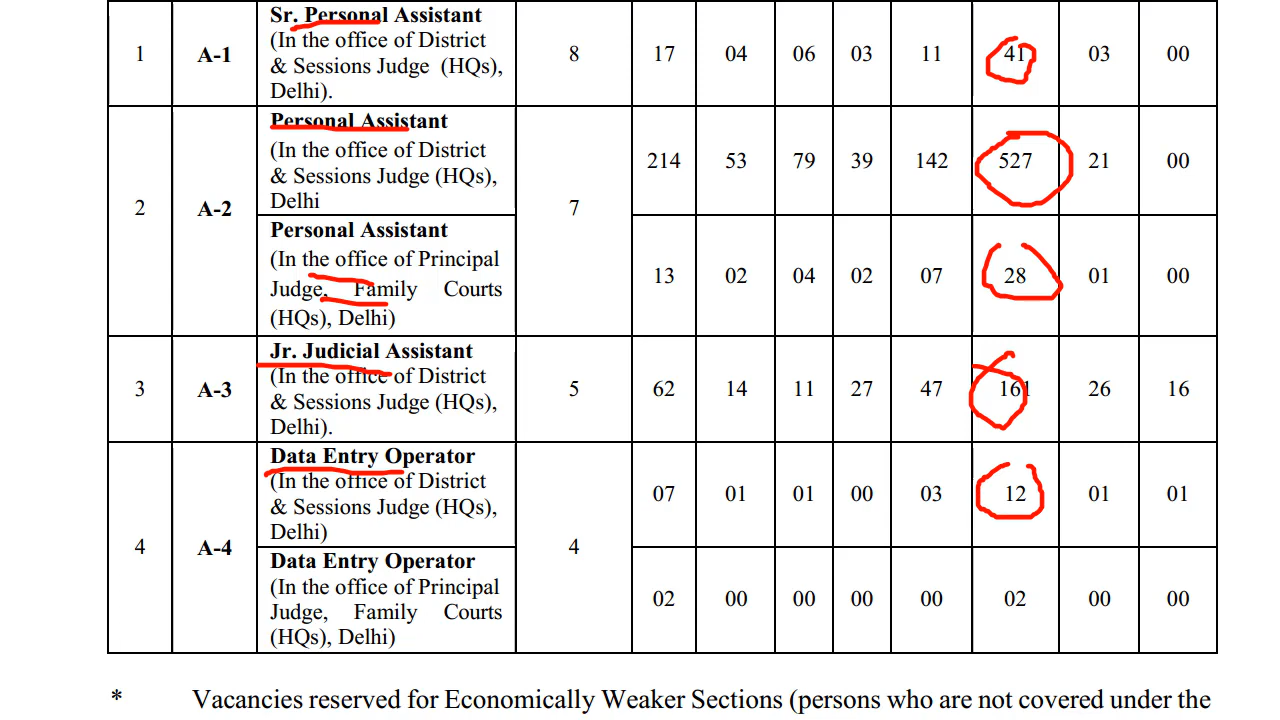 1 A-1 Sr. Personal Assistant 8 17 04 06 03 11 41 03 00
(In the office of District
& Sessions Judge (HQs),
Delhi).
2 A-2 Personal Assistant 7 214 53 79 39 142 527 21 00
(In the office of District
& Sessions Judge (HQs),
Delhi
Personal Assistant 13 02 04 02 07 28 01 00
(In the office of Principal
Judge, Family Courts
(HQs), Delhi)
3 A-3 Jr. Judicial Assistant 5 62 14 11 27 47 161 26 16
(In the office of District
& Sessions Judge (HQs),
Delhi).
4 A-4 Data Entry Operator 4 07 01 01 00 03 12 01 01
(In the office of District
& Sessions Judge (HQs),
Delhi)
Data Entry Operator 02 00 00 00 00 02 00 00
(In the office of Principal
Judge, Family Courts
(HQs), Delhi)
* Vacancies reserved for Economically Weaker Sections (persons who are not covered under the